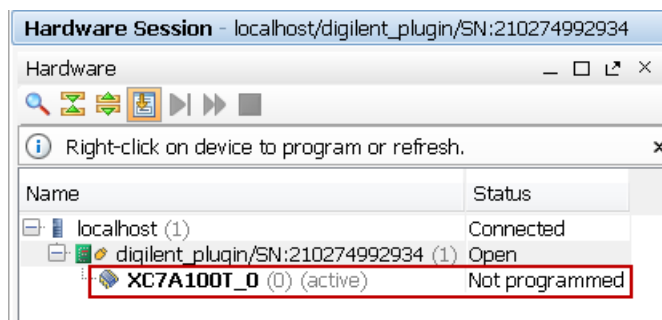 Hardware Session - localhost/digilent_plugin/SN:210274992934
Hardware
Right-click on device to program or refresh.
Name Status
localhost (1) Connected
digilent_plugin/SN:210274992934 (1) Open
XC7A100T_0 (0) (active) Not programmed